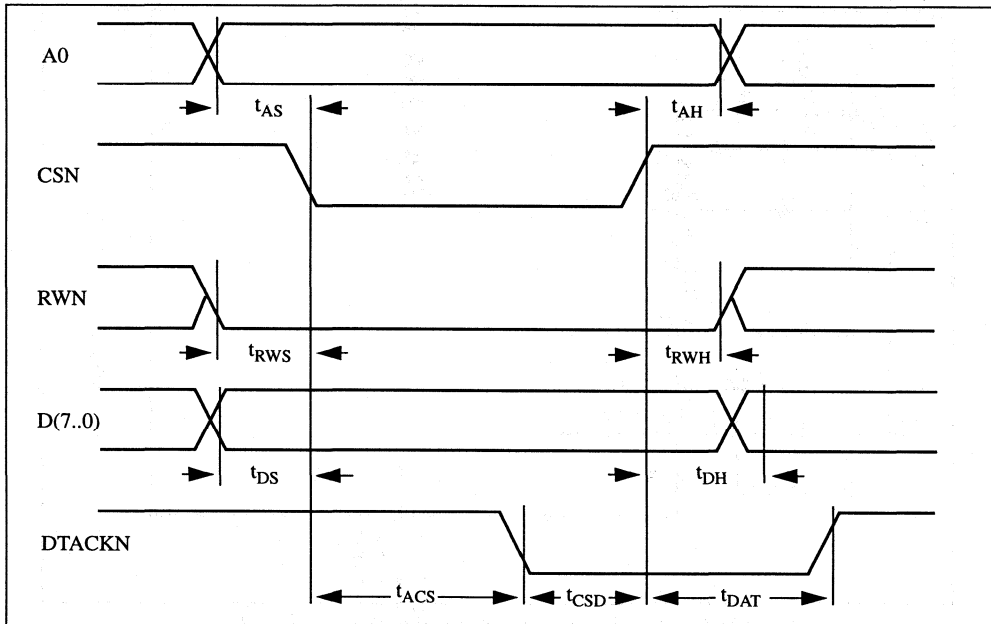 A0
tAS
tAH
CSN
RWN
tRWS
tRWH
D(7..0)
tDS
tDH
DTACKN
tACS
tCSD
tDAT